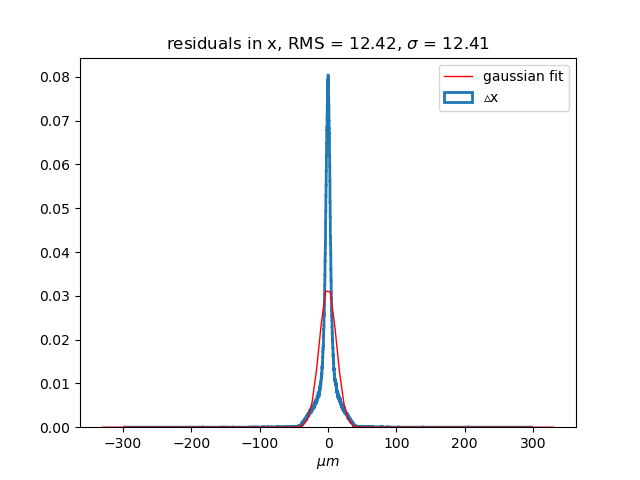 residuals in x, RMS = 12.42, σ = 12.41
gaussian fit
△x
0.08
0.07
0.06
0.05
0.04
0.03
0.02
0.01
0.00
−300 −200 −100 0 100 200 300
μm